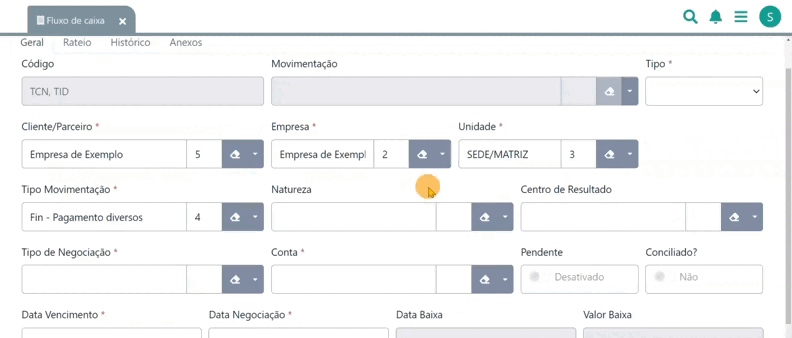 Fluxo de caixa S
Geral Rateio Histórico Anexos
Código Movimentação Tipo *
TCN, TID
Cliente/Parceiro * Empresa * Unidade *
Empresa de Exemplo 5 Empresa de Exempl 2 SEDE/MATRIZ 3
Tipo Movimentação * Natureza Centro de Resultado
Fin - Pagamento diversos 4
Tipo de Negociação * Conta * Pendente Conciliado?
Desativado Não
Data Vencimento * Data Negociação * Data Baixa Valor Baixa